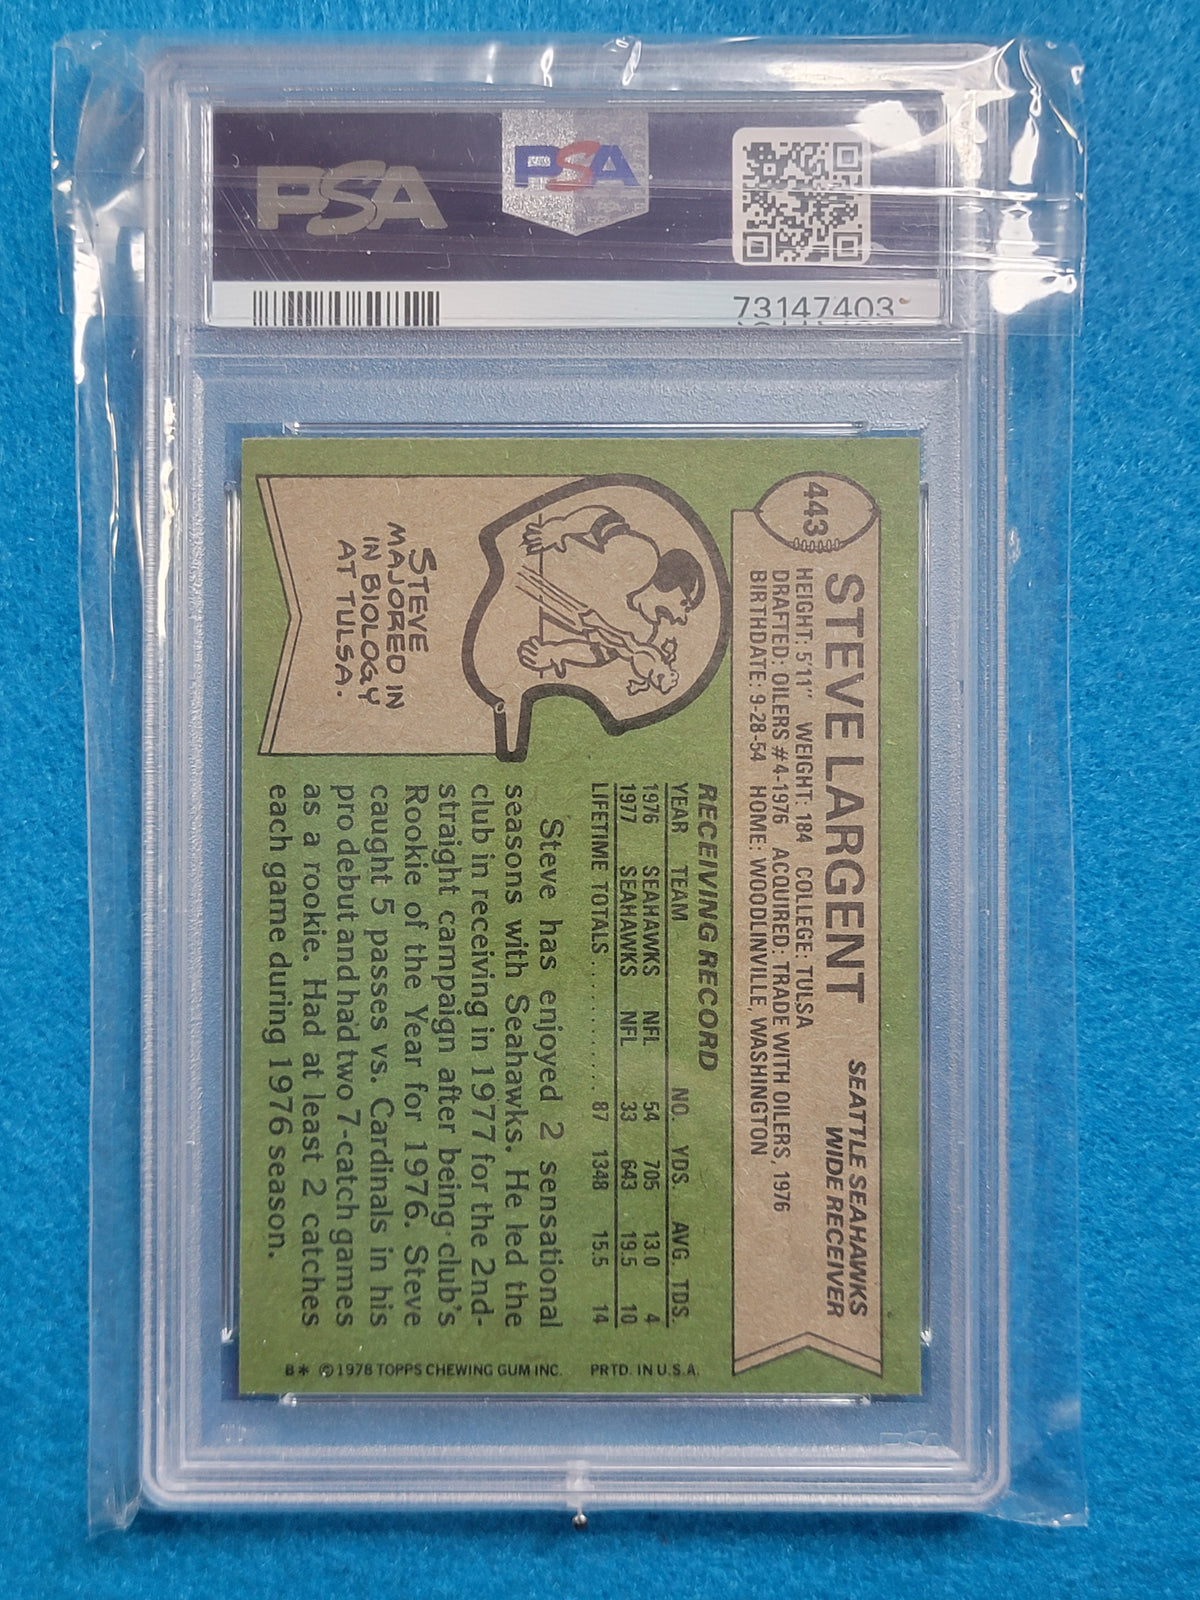 PSA
PSA
73147403
443
STEVE LARGENT
SEATTLE SEAHAWKS
WIDE RECEIVER
HEIGHT: 5'11" WEIGHT: 184 COLLEGE: TULSA
DRAFTED: OILERS #4-1976 ACQUIRED: TRADE WITH OILERS, 1976
BIRTHDATE: 9-28-54 HOME: WOODLINVILLE, WASHINGTON
STEVE
MAJORED IN
IN BIOLOGY
AT TULSA.
RECEIVING RECORD
YEAR TEAM NO. YDS. AVG. TDS.
1976 SEAHAWKS NFL 54 705 13.0 4
1977 SEAHAWKS NFL 33 643 19.5 10
LIFETIME TOTALS ............ 87 1348 15.5 14
Steve has enjoyed 2 sensational
seasons with Seahawks. He led the
club in receiving in 1977 for the 2nd-
straight campaign after being club's
Rookie of the Year for 1976. Steve
caught 5 passes vs. Cardinals in his
pro debut and had two 7-catch games
as a rookie. Had at least 2 catches
each game during 1976 season.
B* ©1978 TOPPS CHEWING GUM INC. PRTD. IN U.S.A.